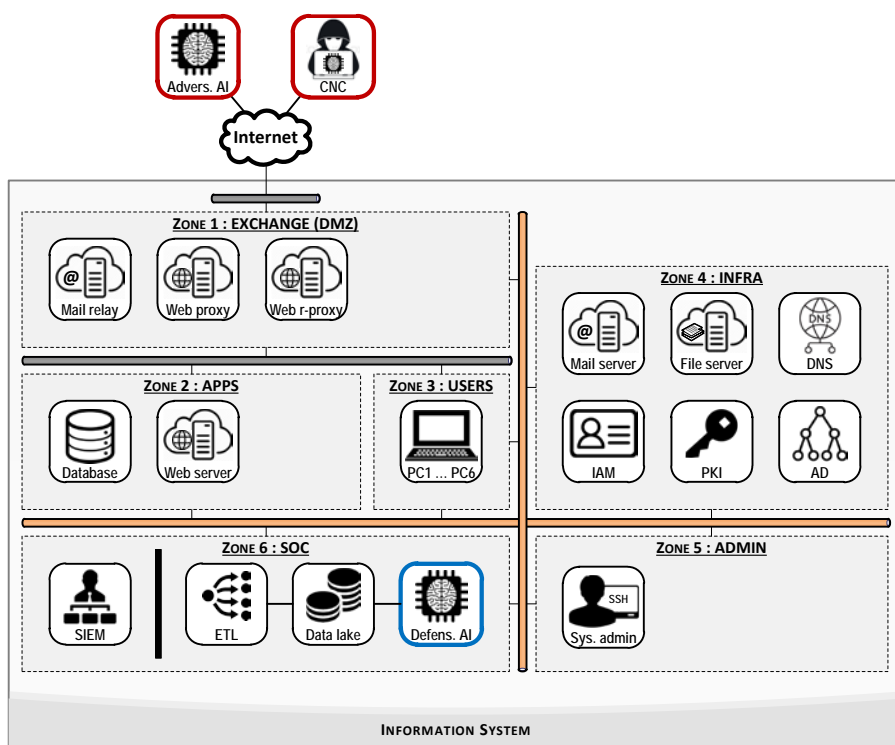 Advers. AI
CNC
Internet
ZONE 1 : EXCHANGE (DMZ)
@
Mail relay
Web proxy
Web r-proxy
ZONE 4 : INFRA
@
Mail server
File server
DNS
DNS
ZONE 2 : APPS
Database
Web server
ZONE 3 : USERS
PC1 ... PC6
IAM
PKI
AD
ZONE 6 : SOC
SIEM
ETL
Data lake
Defens. AI
ZONE 5 : ADMIN
SSH
Sys. admin
INFORMATION SYSTEM